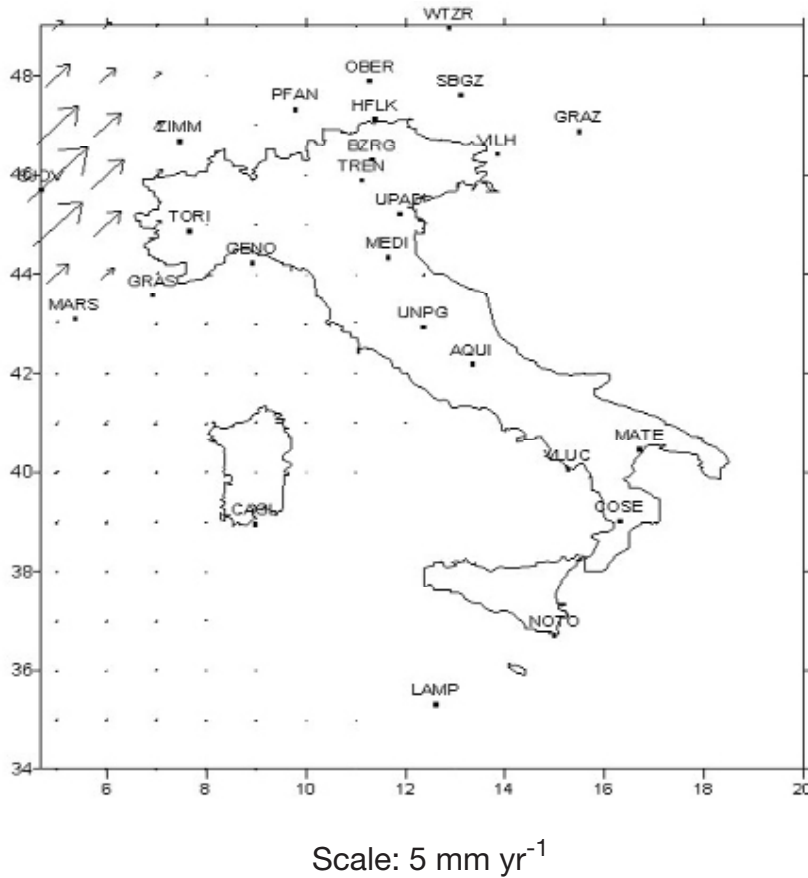 WTZR
48
OBER
SBGZ
PFAN
HFLK
GRAZ
ZIMM
VILH
BZRG
TREN
46
UPAD
TORI
MEDI
GENO
44
GRAS
MARS
UNPG
AQUI
42
MATE
VLUC
40
CAGL
COSE
38
NOTO
36
LAMP
34
6 8 10 12 14 16 18 20
Scale: 5 mm yr⁻¹